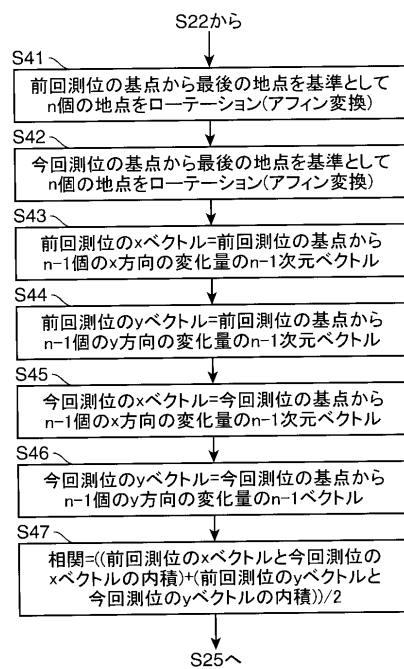 S22から
S41
前回測位の基点から最後の地点を基準として
n個の地点をローテーション(アフィン変換)
S42
今回測位の基点から最後の地点を基準として
n個の地点をローテーション(アフィン変換)
S43
前回測位のxベクトル=前回測位の基点から
n-1個のx方向の変化量のn-1次元ベクトル
S44
前回測位のyベクトル=前回測位の基点から
n-1個のy方向の変化量のn-1次元ベクトル
S45
今回測位のxベクトル=今回測位の基点から
n-1個のx方向の変化量のn-1次元ベクトル
S46
今回測位のyベクトル=今回測位の基点から
n-1個のy方向の変化量のn-1ベクトル
S47
相関=((前回測位のxベクトルと今回測位の
xベクトルの内積)+(前回測位のyベクトルと
今回測位のyベクトルの内積))/2
S25へ